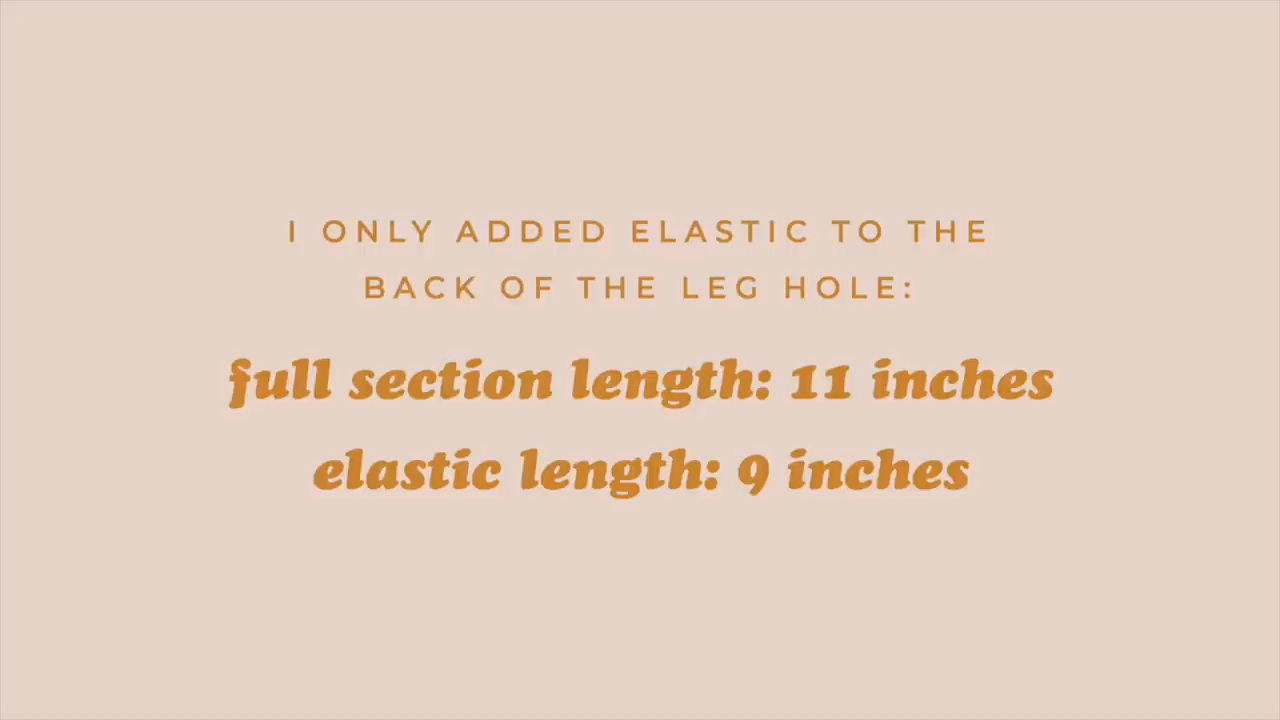 I ONLY ADDED ELASTIC TO THE
BACK OF THE LEG HOLE:
full section length: 11 inches
elastic length: 9 inches